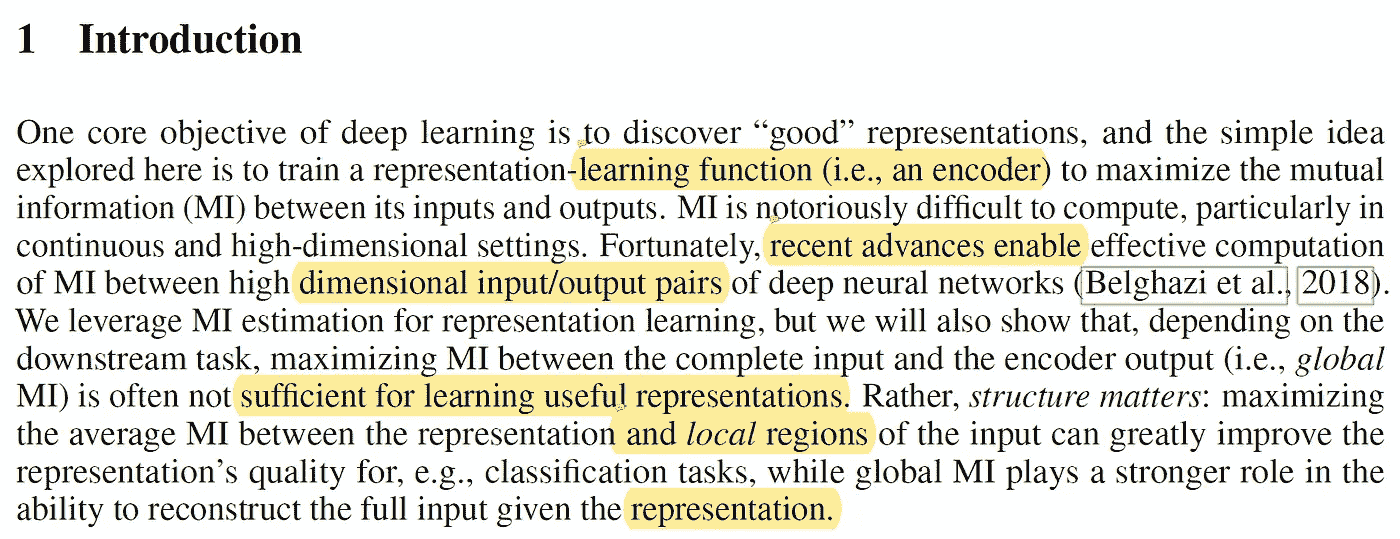 1 Introduction
One core objective of deep learning is to discover “good” representations, and the simple idea
explored here is to train a representation-learning function (i.e., an encoder) to maximize the mutual
information (MI) between its inputs and outputs. MI is notoriously difficult to compute, particularly in
continuous and high-dimensional settings. Fortunately, recent advances enable effective computation
of MI between high dimensional input/output pairs of deep neural networks (Belghazi et al., 2018).
We leverage MI estimation for representation learning, but we will also show that, depending on the
downstream task, maximizing MI between the complete input and the encoder output (i.e., global
MI) is often not sufficient for learning useful representations. Rather, structure matters: maximizing
the average MI between the representation and local regions of the input can greatly improve the
representation’s quality for, e.g., classification tasks, while global MI plays a stronger role in the
ability to reconstruct the full input given the representation.